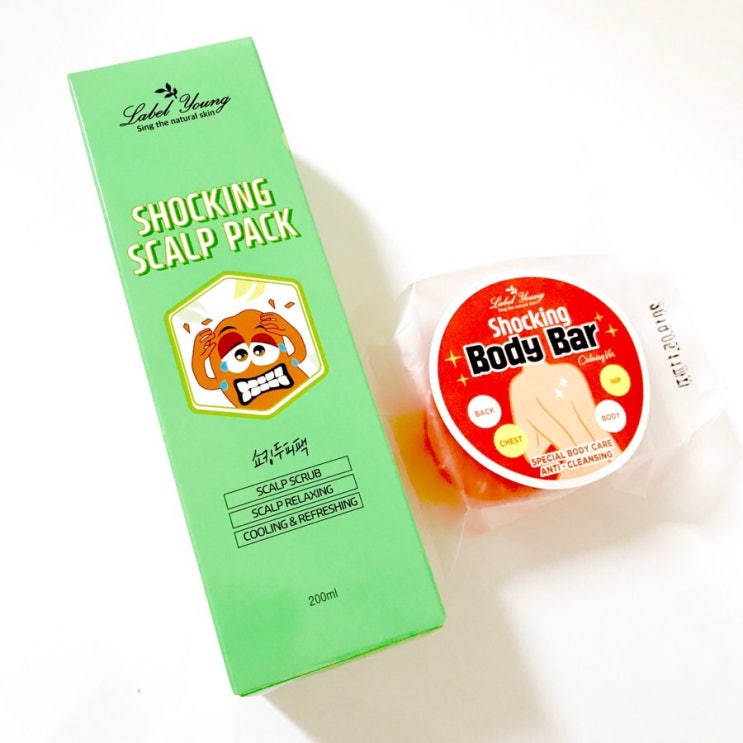 Label Young
Sing the natural skin
SHOCKING
SCALP PACK
쇼킹두피팩
SCALP SCRUB
SCALP RELAXING
COOLING & REFRESHING
200ml
Label Young
Sing the natural skin
Shocking
Body Bar
BACK
CHEST
HIP
BODY
SPECIAL BODY CARE
ANTI - CLEANSING